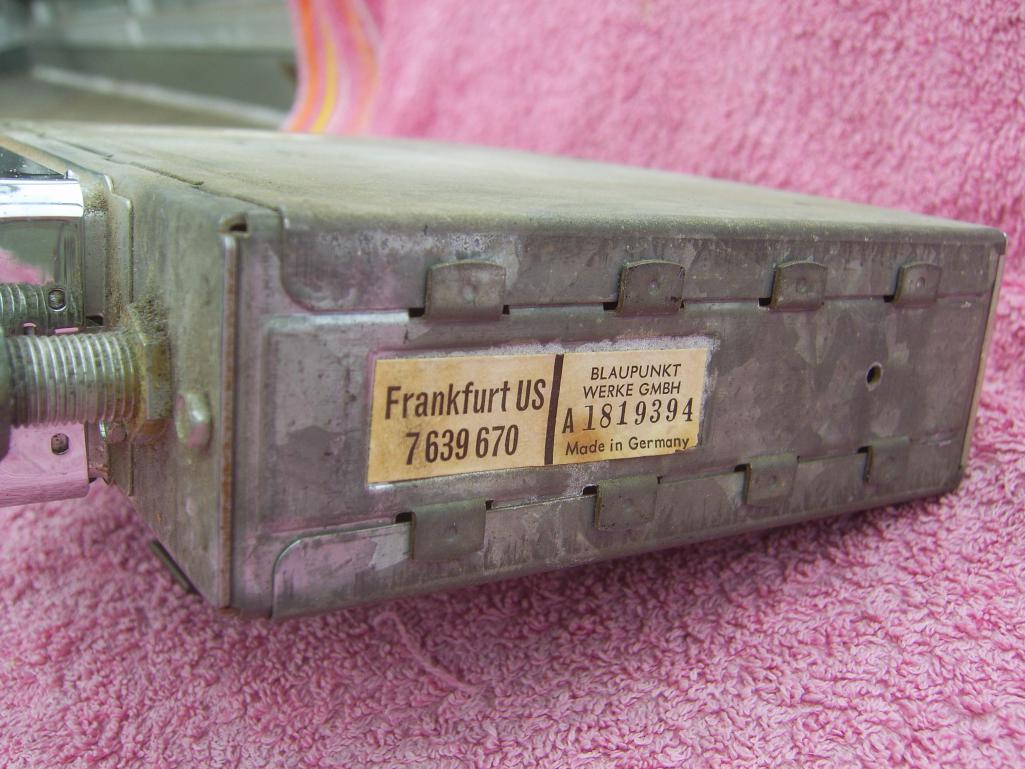 Frankfurt US
7 639 670
BLAUPUNKT
WERKE GMBH
A 1819394
Made in Germany